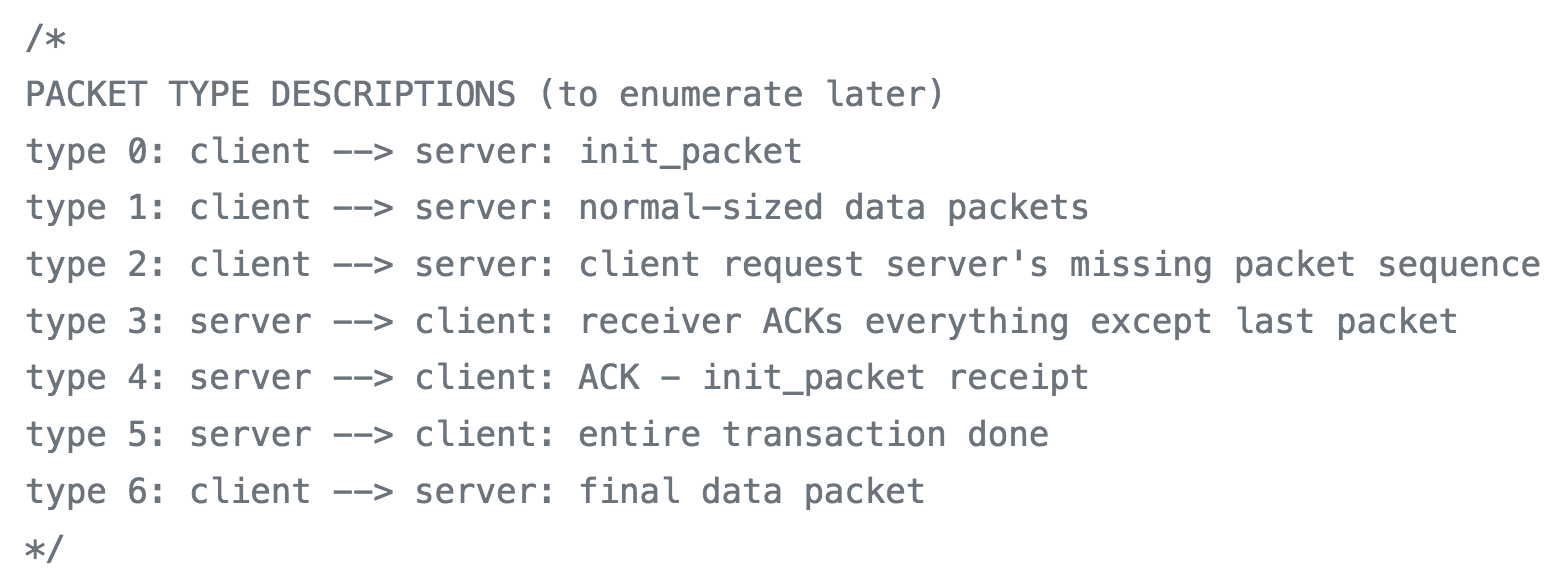 /*
PACKET TYPE DESCRIPTIONS (to enumerate later)
type 0: client --> server: init_packet
type 1: client --> server: normal-sized data packets
type 2: client --> server: client request server's missing packet sequence
type 3: server --> client: receiver ACKs everything except last packet
type 4: server --> client: ACK - init_packet receipt
type 5: server --> client: entire transaction done
type 6: client --> server: final data packet
*/